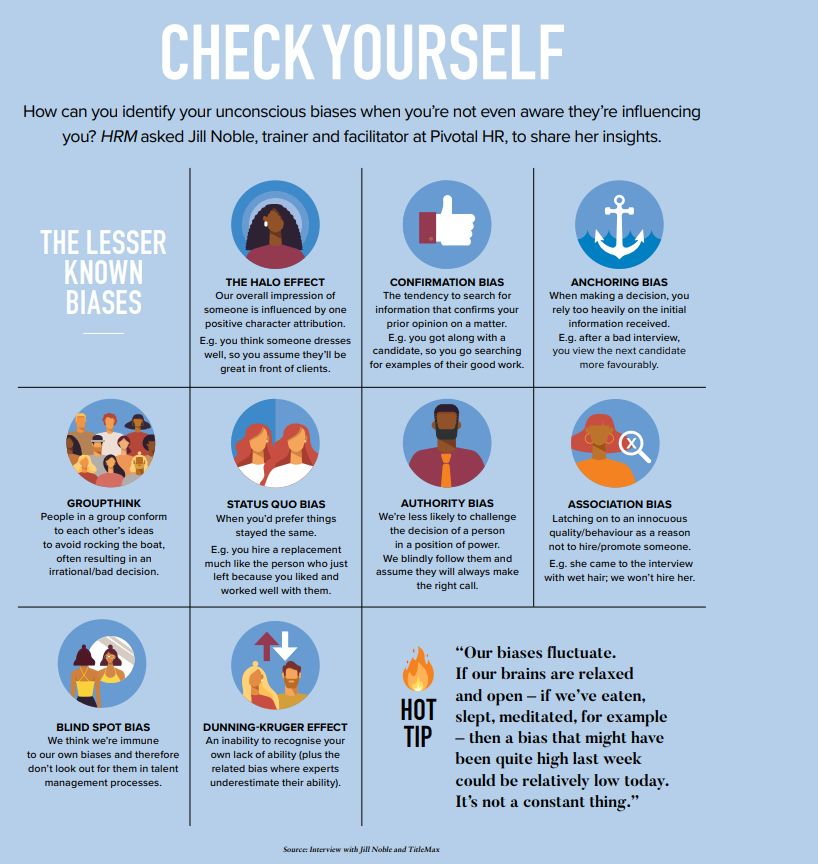 CHECK YOURSELF
How can you identify your unconscious biases when you're not even aware they're influencing
you? HRM asked Jill Noble, trainer and facilitator at Pivotal HR, to share her insights.
THE LESSER
KNOWN
BIASES
THE HALO EFFECT
Our overall impression of
someone is influenced by one
positive character attribution.
E.g. you think someone dresses
well, so you assume they'll be
great in front of clients.
CONFIRMATION BIAS
The tendency to search for
information that confirms your
prior opinion on a matter.
E.g. you got along with a
candidate, so you go searching
for examples of their good work.
ANCHORING BIAS
When making a decision, you
rely too heavily on the initial
information received.
E.g. after a bad interview,
you view the next candidate
more favourably.
GROUPTHINK
People in a group conform
to each other's ideas
to avoid rocking the boat,
often resulting in an
irrational/bad decision.
STATUS QUO BIAS
When you'd prefer things
stayed the same.
E.g. you hire a replacement
much like the person who just
left because you liked and
worked well with them.
AUTHORITY BIAS
We're less likely to challenge
the decision of a person
in a position of power.
We blindly follow them and
assume they will always make
the right call.
X
ASSOCIATION BIAS
Latching on to an innocuous
quality/behaviour as a reason
not to hire/promote someone.
E.g. she came to the interview
with wet hair; we won't hire her.
BLIND SPOT BIAS
We think we're immune
to our own biases and therefore
don't look out for them in talent
management processes.
DUNNING-KRUGER EFFECT
An inability to recognise your
own lack of ability (plus the
related bias where experts
underestimate their ability).
HOT
TIP
"Our biases fluctuate.
If our brains are relaxed
and open – if we've eaten,
slept, meditated, for example
– then a bias that might have
been quite high last week
could be relatively low today.
It's not a constant thing."
Source: Interview with Jill Noble and TitleMax